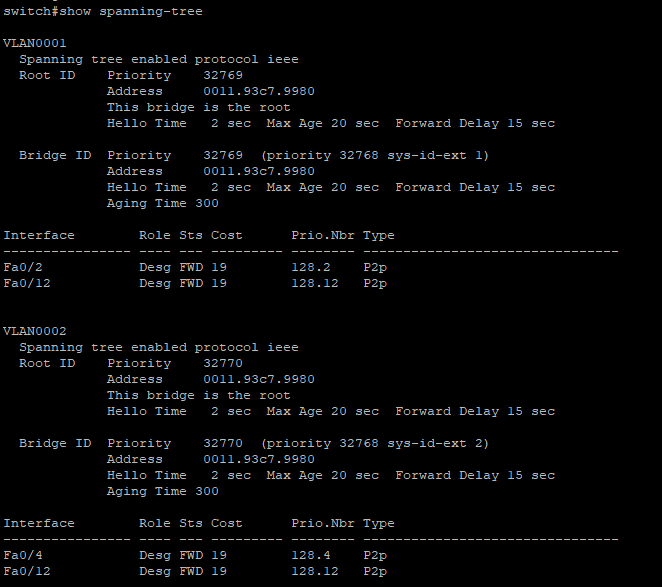 switch#show spanning-tree
VLAN0001
  Spanning tree enabled protocol ieee
  Root ID    Priority    32769
             Address     0011.93c7.9980
             This bridge is the root
             Hello Time   2 sec  Max Age 20 sec  Forward Delay 15 sec
  Bridge ID  Priority    32769  (priority 32768 sys-id-ext 1)
             Address     0011.93c7.9980
             Hello Time   2 sec  Max Age 20 sec  Forward Delay 15 sec
             Aging Time 300
Interface        Role Sts Cost      Prio.Nbr Type
---------------- ---- --- --------- -------- --------------------------------
Fa0/2            Desg FWD 19        128.2    P2p
Fa0/12           Desg FWD 19        128.12   P2p
VLAN0002
  Spanning tree enabled protocol ieee
  Root ID    Priority    32770
             Address     0011.93c7.9980
             This bridge is the root
             Hello Time   2 sec  Max Age 20 sec  Forward Delay 15 sec
  Bridge ID  Priority    32770  (priority 32768 sys-id-ext 2)
             Address     0011.93c7.9980
             Hello Time   2 sec  Max Age 20 sec  Forward Delay 15 sec
             Aging Time 300
Interface        Role Sts Cost      Prio.Nbr Type
---------------- ---- --- --------- -------- --------------------------------
Fa0/4            Desg FWD 19        128.4    P2p
Fa0/12           Desg FWD 19        128.12   P2p